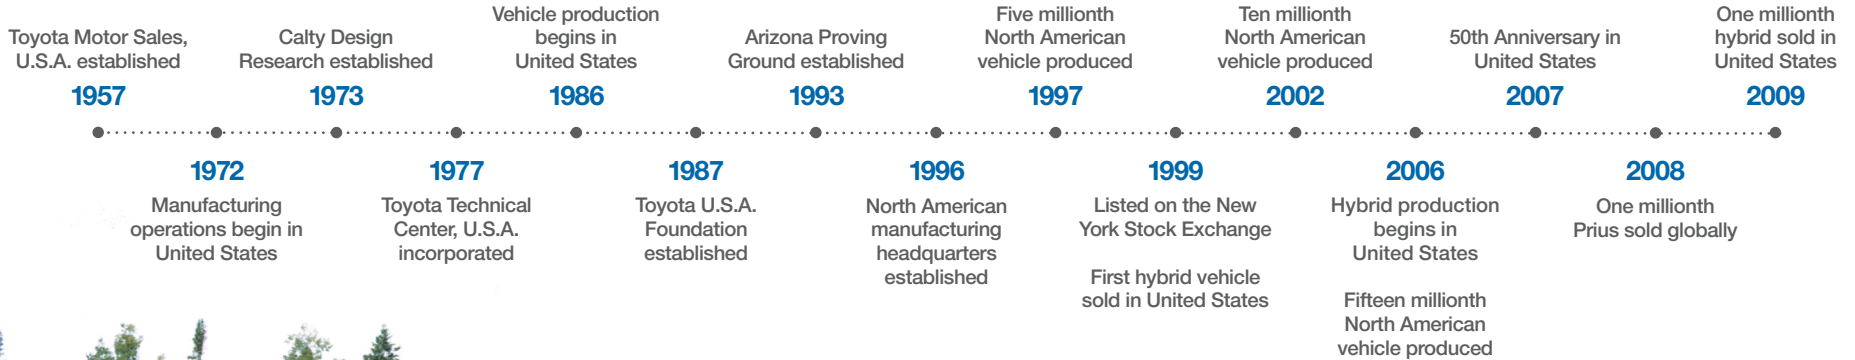 Toyota Motor Sales,
U.S.A. established
1957
1972
Manufacturing
operations begin in
United States
Calty Design
Research established
1973
1977
Toyota Technical
Center, U.S.A.
incorporated
Vehicle production
begins in
United States
1986
1987
Toyota U.S.A.
Foundation
established
Arizona Proving
Ground established
1993
1996
North American
manufacturing
headquarters
established
Five millionth
North American
vehicle produced
1997
1999
Listed on the New
York Stock Exchange
First hybrid vehicle
sold in United States
Ten millionth
North American
vehicle produced
2002
2006
Hybrid production
begins in
United States
Fifteen millionth
North American
vehicle produced
50th Anniversary in
United States
2007
2008
One millionth
Prius sold globally
One millionth
hybrid sold in
United States
2009